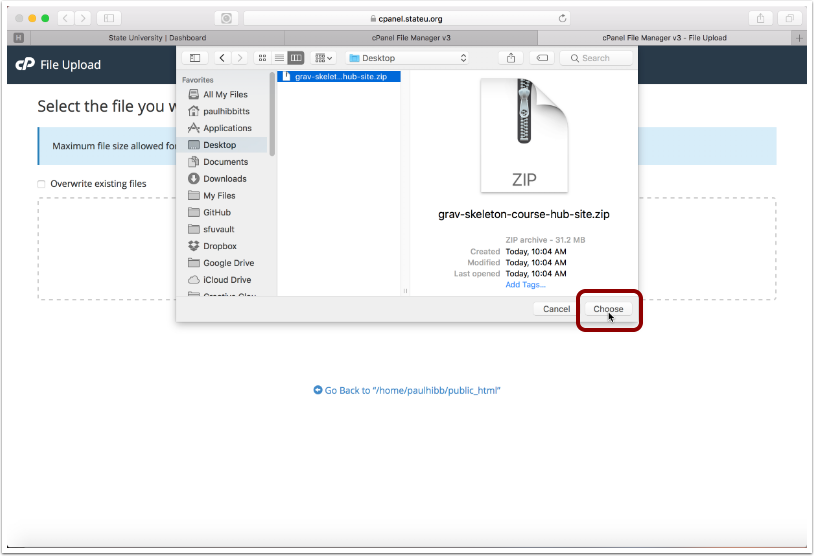 cpanel.stateu.org
State University | Dashboard
cPanel File Manager v3
cPanel File Manager v3 - File Upload
cP File Upload
Desktop
Search
Select the file you w
Maximum file size allowed for
Overwrite existing files
Favorites
All My Files
paulhibbitts
Applications
Desktop
Documents
Downloads
My Files
GitHub
sfuvault
Dropbox
Google Drive
iCloud Drive
grav-skelet...hub-site.zip
ZIP
grav-skeleton-course-hub-site.zip
ZIP archive - 31.2 MB
Created Today, 10:04 AM
Modified Today, 10:04 AM
Last opened Today, 10:04 AM
Add Tags...
Cancel
Choose
Go Back to "/home/paulhibb/public_html"